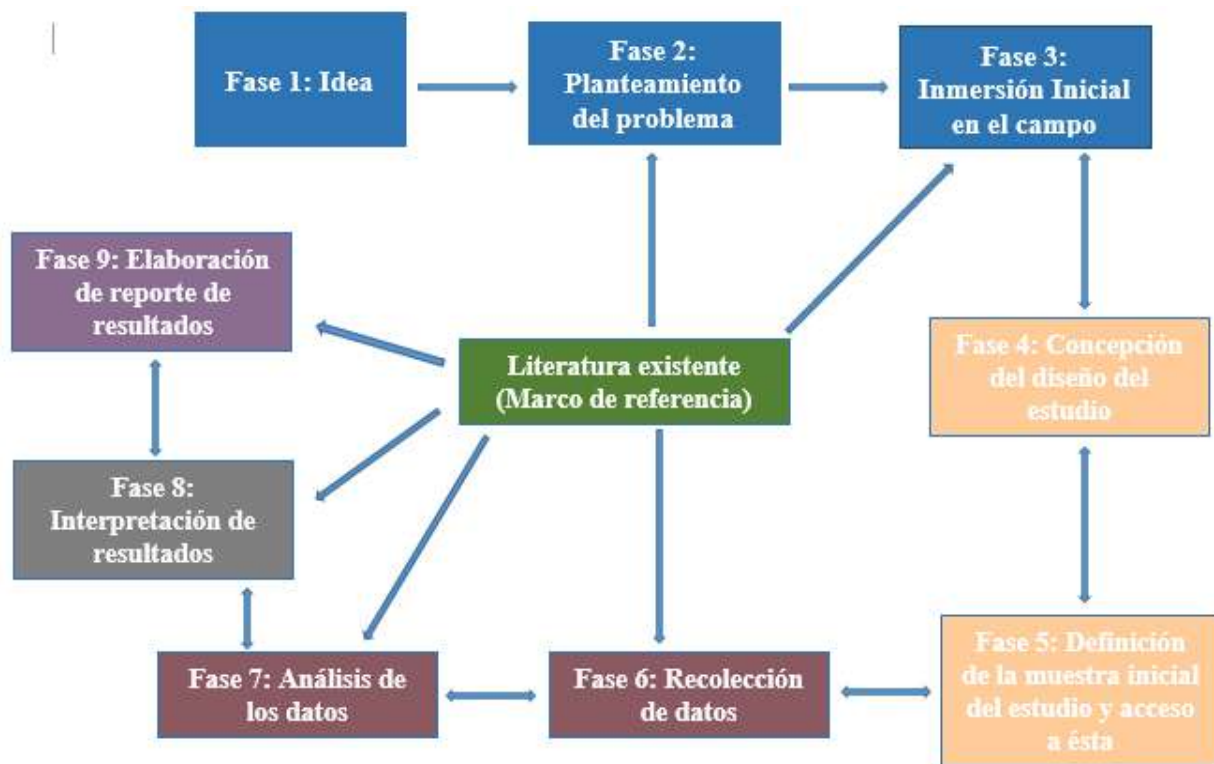 Fase 1: Idea
Fase 2:
Planteamiento
del problema
Fase 3:
Inmersión Inicial
en el campo
Fase 9: Elaboración
de reporte de
resultados
Literatura existente
(Marco de referencia)
Fase 4: Concepción
del diseño del
estudio
Fase 8:
Interpretación de
resultados
Fase 7: Análisis de
los datos
Fase 6: Recolección
de datos
Fase 5: Definición
de la muestra inicial
del estudio y acceso
a ésta